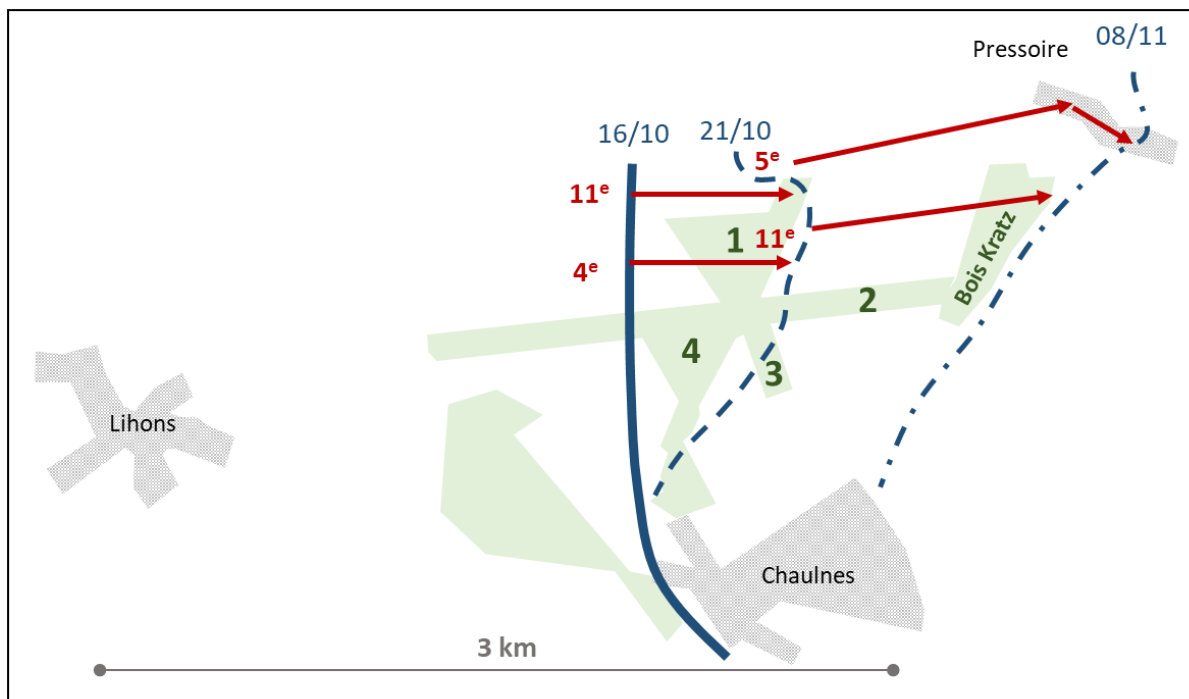 08/11
Pressoire
16/10
21/10
5ᵉ
11ᵉ
1
11ᵉ
4ᵉ
Bois Kratz
2
4
3
Lihons
Chaulnes
3 km